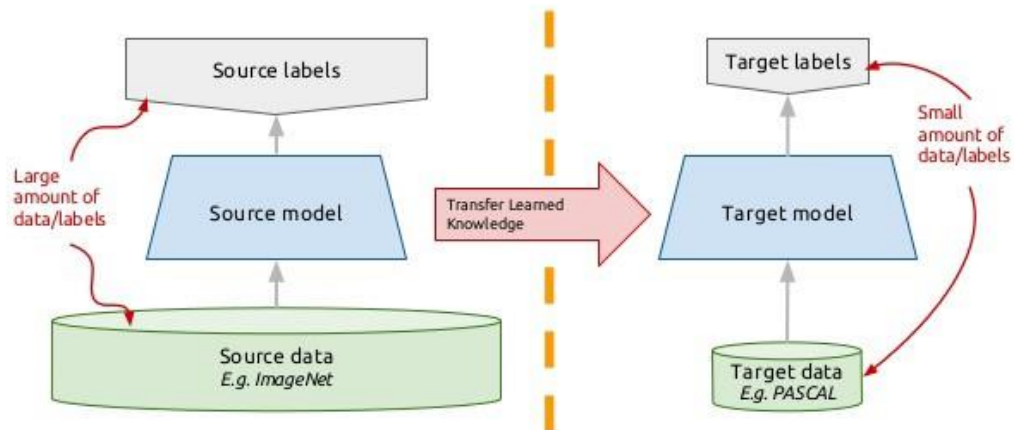 Source labels
Large
amount of
data/labels
Source model
Source data
E.g. ImageNet
Transfer Learned
Knowledge
Target labels
Small
amount of
data/labels
Target model
Target data
E.g. PASCAL